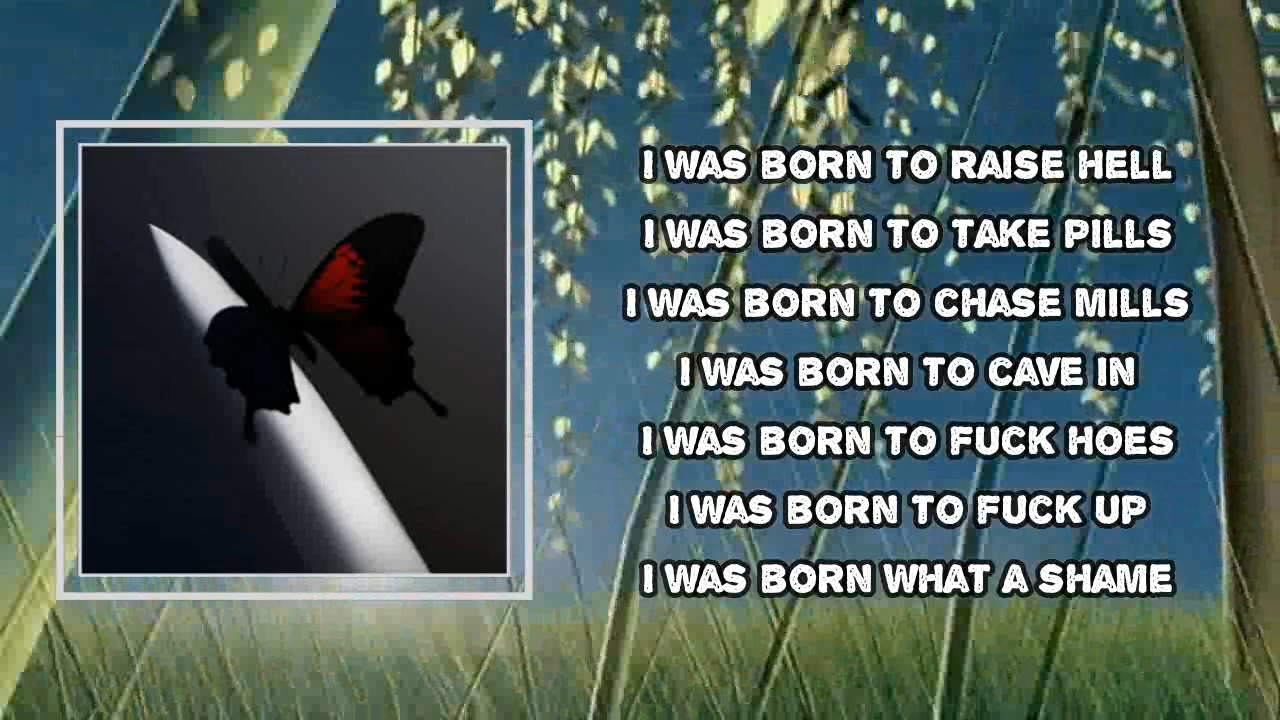 I WAS BORN TO RAISE HELL
I WAS BORN TO TAKE PILLS
I WAS BORN TO CHASE MILLS
I WAS BORN TO CAVE IN
I WAS BORN TO FUCK HOES
I WAS BORN TO FUCK UP
I WAS BORN WHAT A SHAME